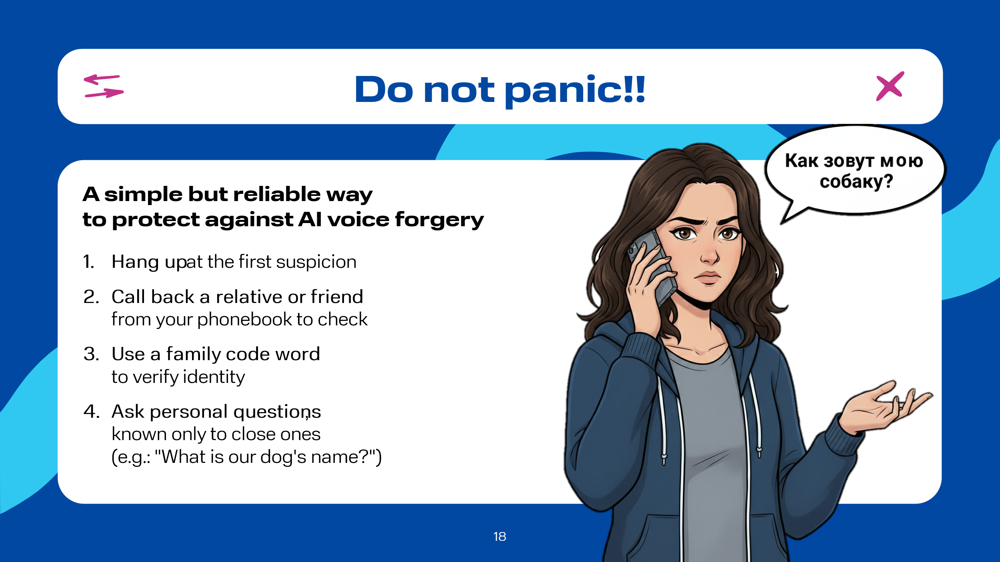 Do not panic!!
Как зовут мою
собаку?
A simple but reliable way
to protect against AI voice forgery
1. Hang upat the first suspicion
2. Call back a relative or friend
from your phonebook to check
3. Use a family code word
to verify identity
4. Ask personal questions,
known only to close ones
(e.g.: "What is our dog's name?")
18